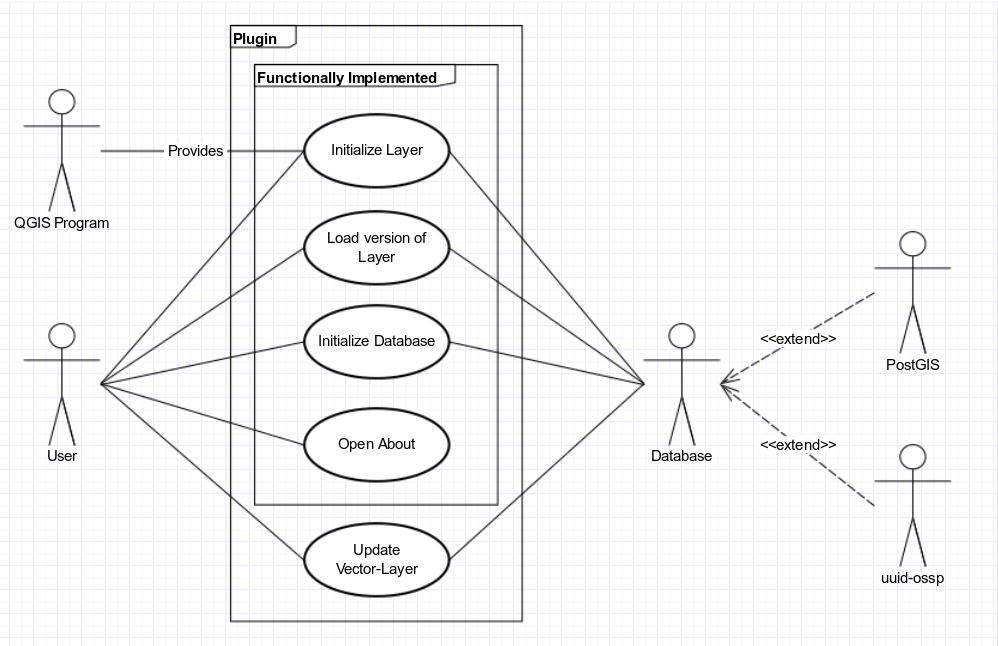 Plugin
Functionally Implemented
Initialize Layer
Provides
QGIS Program
Load version of
Layer
Initialize Database
<<extend>>
PostGIS
Open About
<<extend>>
User
Database
Update
Vector-Layer
uuid-ossp